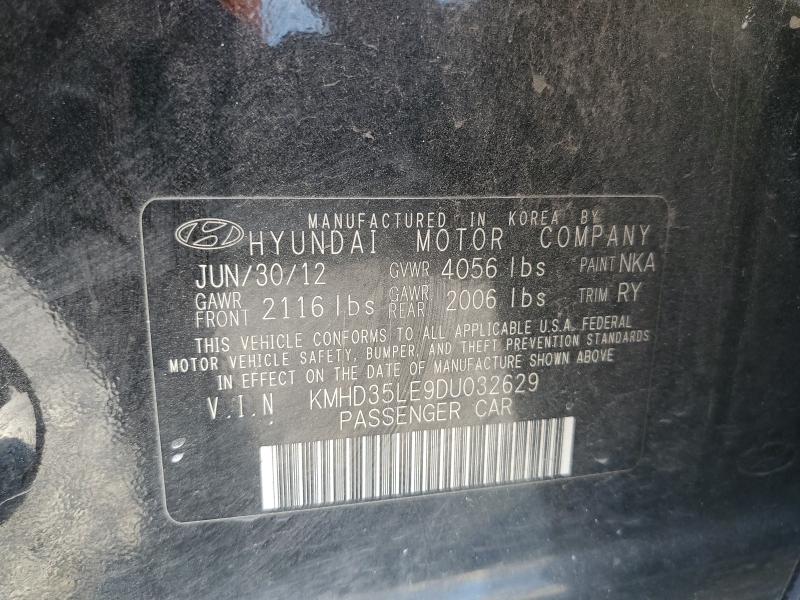 MANUFACTURED IN KOREA BY
HYUNDAI MOTOR COMPANY
JUN/30/12 GVWR 4056 lbs PAINT NKA
GAWR FRONT 2116 lbs GAWR REAR 2006 lbs TRIM RY
THIS VEHICLE CONFORMS TO ALL APPLICABLE U.S.A. FEDERAL
MOTOR VEHICLE SAFETY, BUMPER, AND THEFT PREVENTION STANDARDS
IN EFFECT ON THE DATE OF MANUFACTURE SHOWN ABOVE
V.I.N KMHD35LE9DU032629
PASSENGER CAR